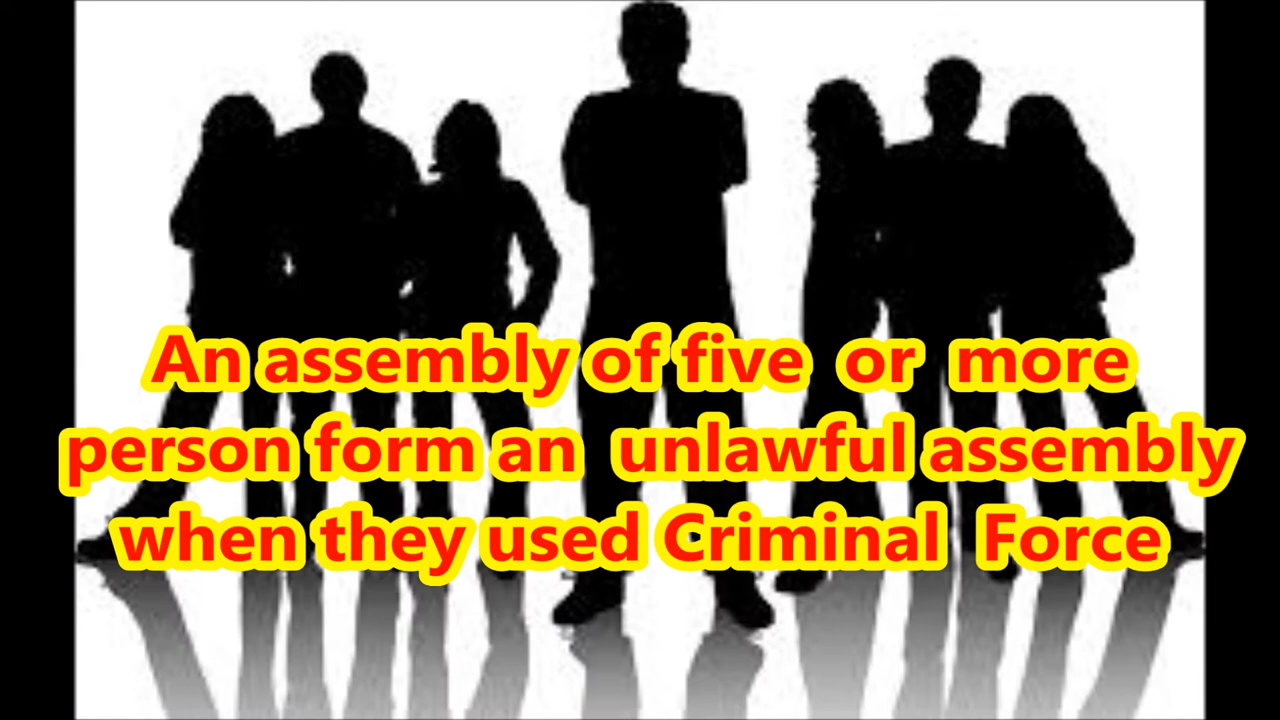 An assembly of five or more
person form an unlawful assembly
when they used Criminal Force